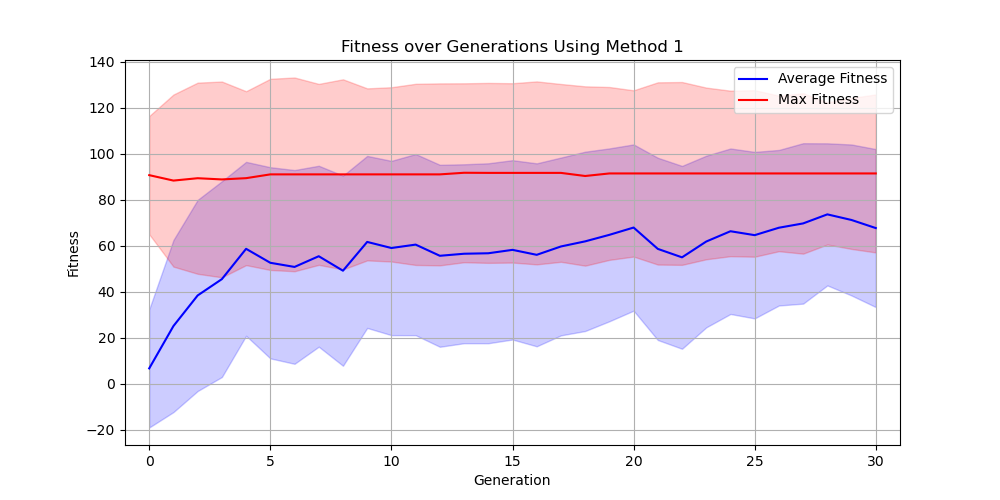 Fitness over Generations Using Method 1
Average Fitness
Max Fitness
140
120
100
80
60
40
20
0
−20
Fitness
0 5 10 15 20 25 30
Generation